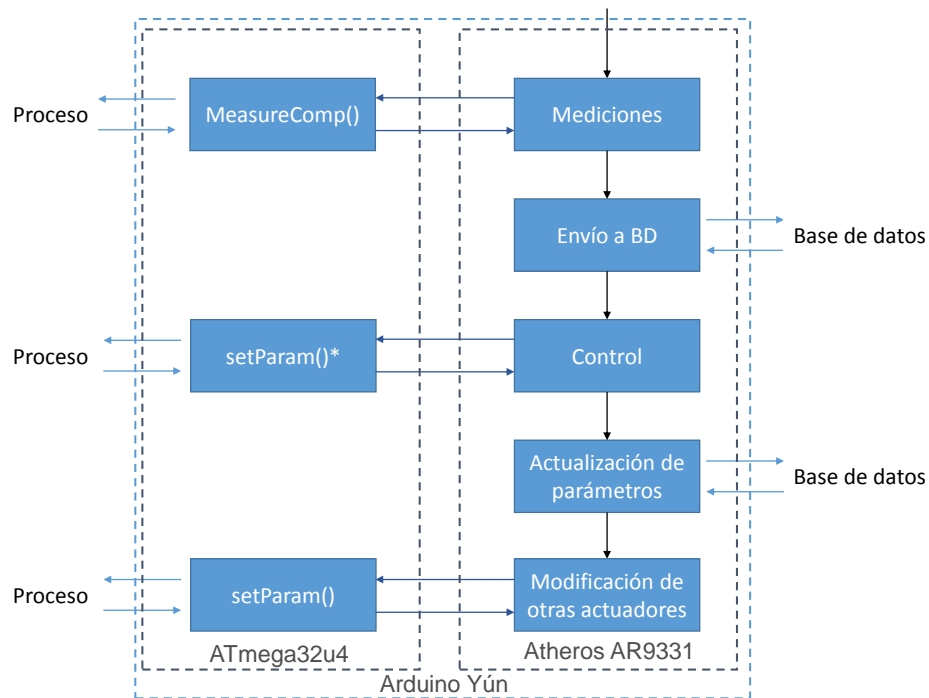 Proceso
MeasureComp()
Mediciones
Envío a BD
Base de datos
Proceso
setParam()*
Control
Actualización de
parámetros
Base de datos
Proceso
setParam()
Modificación de
otras actuadores
ATmega32u4
Atheros AR9331
Arduino Yún